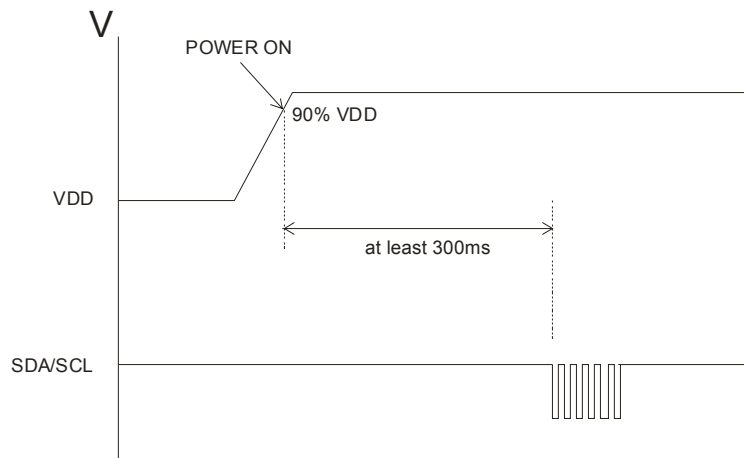 V
POWER ON
90% VDD
VDD
at least 300ms
SDA/SCL